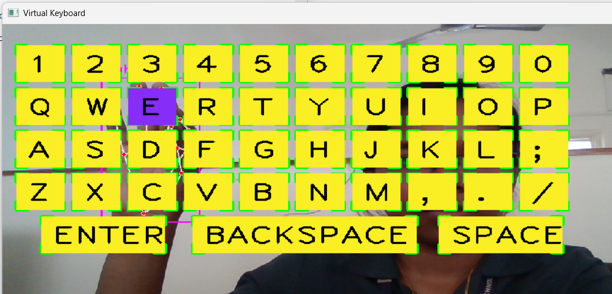 Virtual Keyboard
1 2 3 4 5 6 7 8 9 0
Q W E R T Y U I O P
A S D F G H J K L ;
Z X C V B N M , . /
ENTER BACKSPACE SPACE